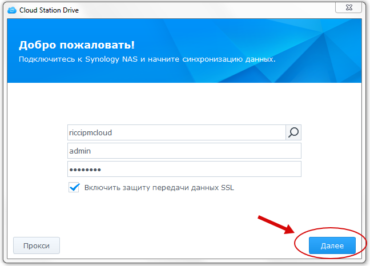 Cloud Station Drive
Добро пожаловать!
Подключитесь к Synology NAS и начните синхронизацию данных.
riccipmcloud
admin
••••••••
Включить защиту передачи данных SSL
Прокси
Далее